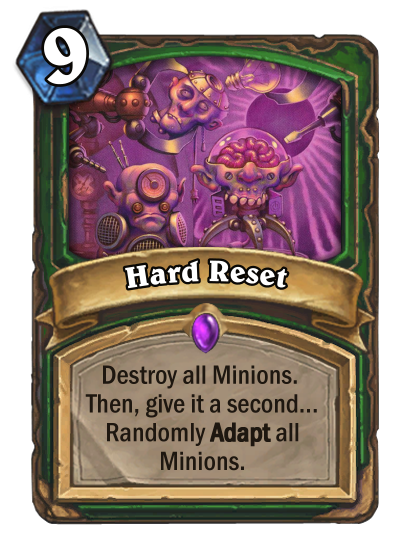 9
Hard Reset
Destroy all Minions.
Then, give it a second...
Randomly Adapt all
Minions.